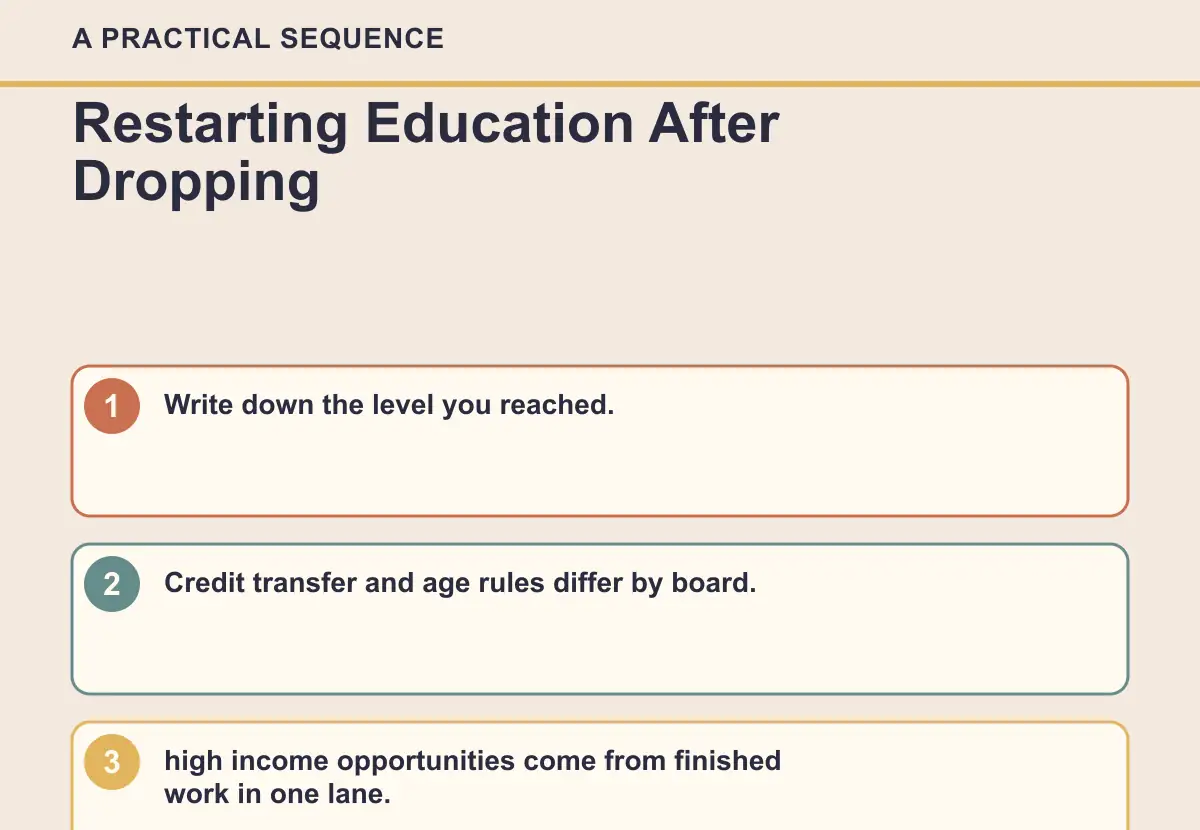 A PRACTICAL SEQUENCE
Restarting Education After
Dropping
1
Write down the level you reached.
2
Credit transfer and age rules differ by board.
3
high income opportunities come from finished
work in one lane.